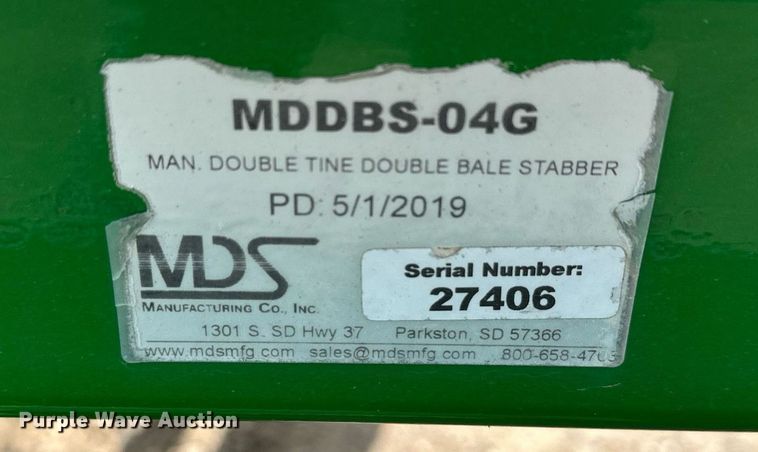 MDDBS-04G
MAN. DOUBLE TINE DOUBLE BALE STABBER
PD: 5/1/2019
MDS
MANUFACTURING CO., INC.
Serial Number:
27406
1301 S. SD Hwy 37 Parkston, SD 57366
www.mdsmfg.com sales@mdsmfg.com
Purple Wave Auction